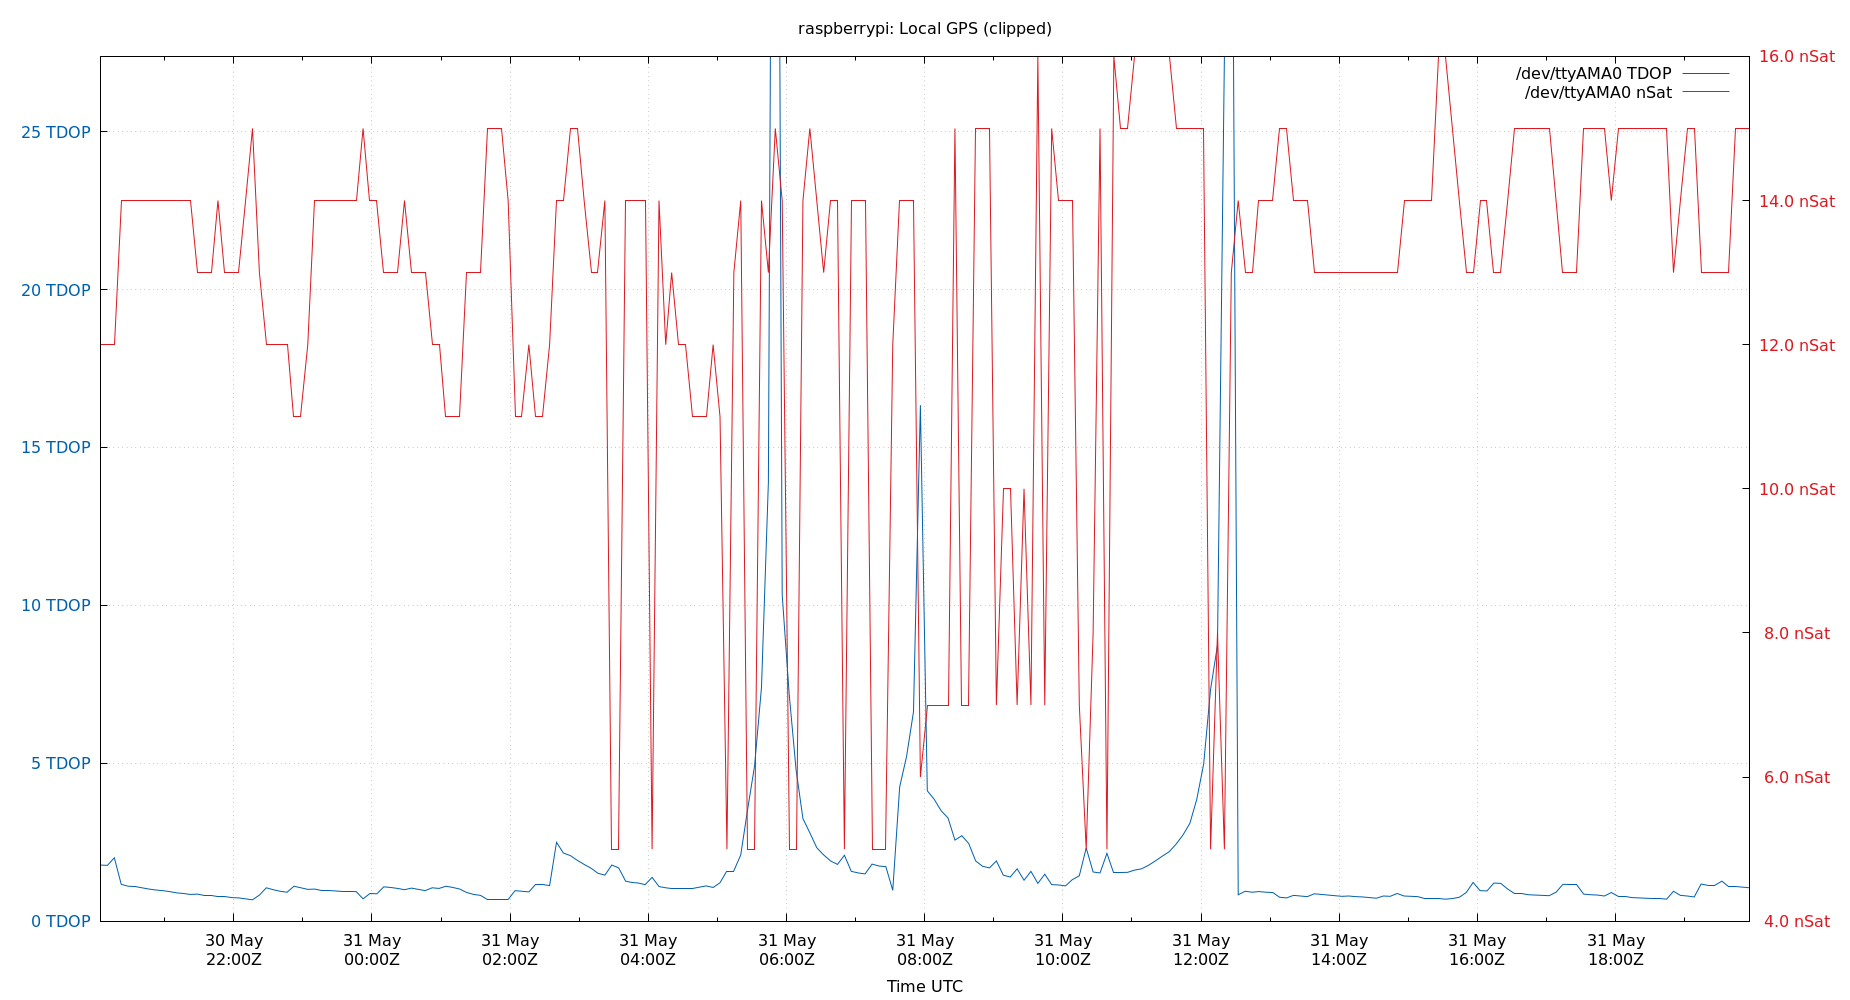 raspberrypi: Local GPS (clipped)
/dev/ttyAMA0 TDOP
/dev/ttyAMA0 nSat
25 TDOP
20 TDOP
15 TDOP
10 TDOP
5 TDOP
0 TDOP
16.0 nSat
14.0 nSat
12.0 nSat
10.0 nSat
8.0 nSat
6.0 nSat
4.0 nSat
30 May 31 May 31 May 31 May 31 May 31 May 31 May 31 May 31 May 31 May 31 May
22:00Z 00:00Z 02:00Z 04:00Z 06:00Z 08:00Z 10:00Z 12:00Z 14:00Z 16:00Z 18:00Z
Time UTC